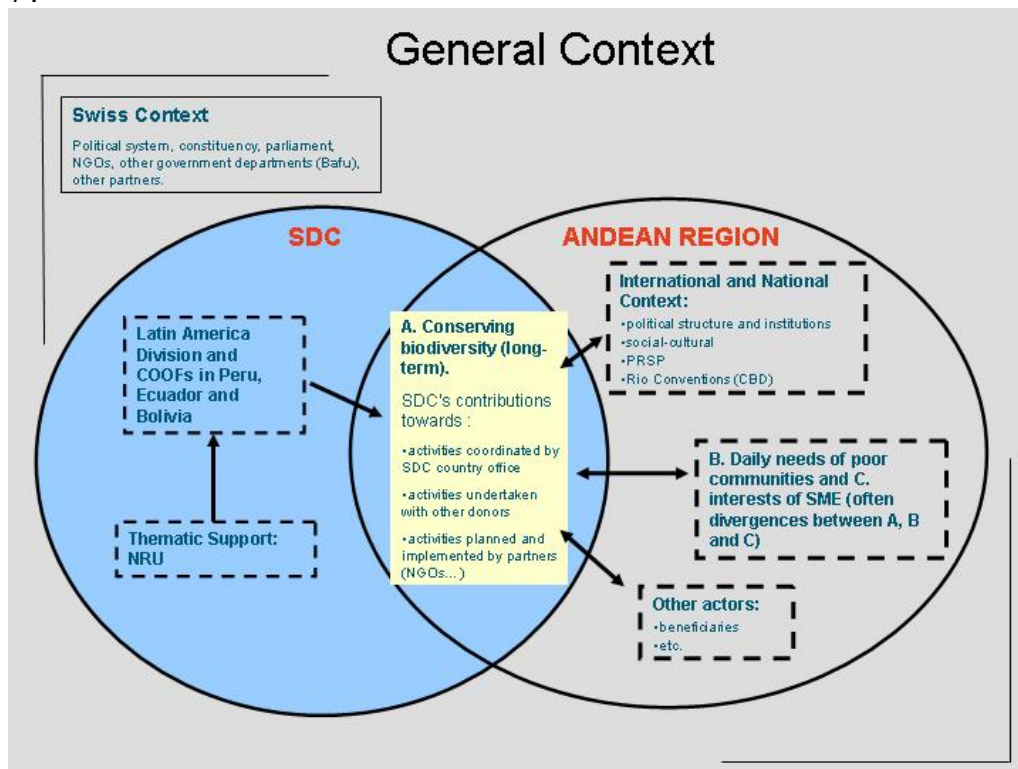 General Context
Swiss Context
Political system, constituency, parliament,
NGOs, other government departments (Bafu),
other partners.
SDC
ANDEAN REGION
Latin America
Division and
COOFs in Peru,
Ecuador and
Bolivia
Thematic Support:
NRU
A. Conserving
biodiversity (long-
term).
SDC's contributions
towards :
•activities coordinated by
SDC country office
•activities undertaken
with other donors
•activities planned and
implemented by partners
(NGOs...)
International and National
Context:
•political structure and institutions
•social-cultural
•PRSP
•Rio Conventions (CBD)
B. Daily needs of poor
communities and C.
interests of SME (often
divergences between A, B
and C)
Other actors:
•beneficiaries
•etc.